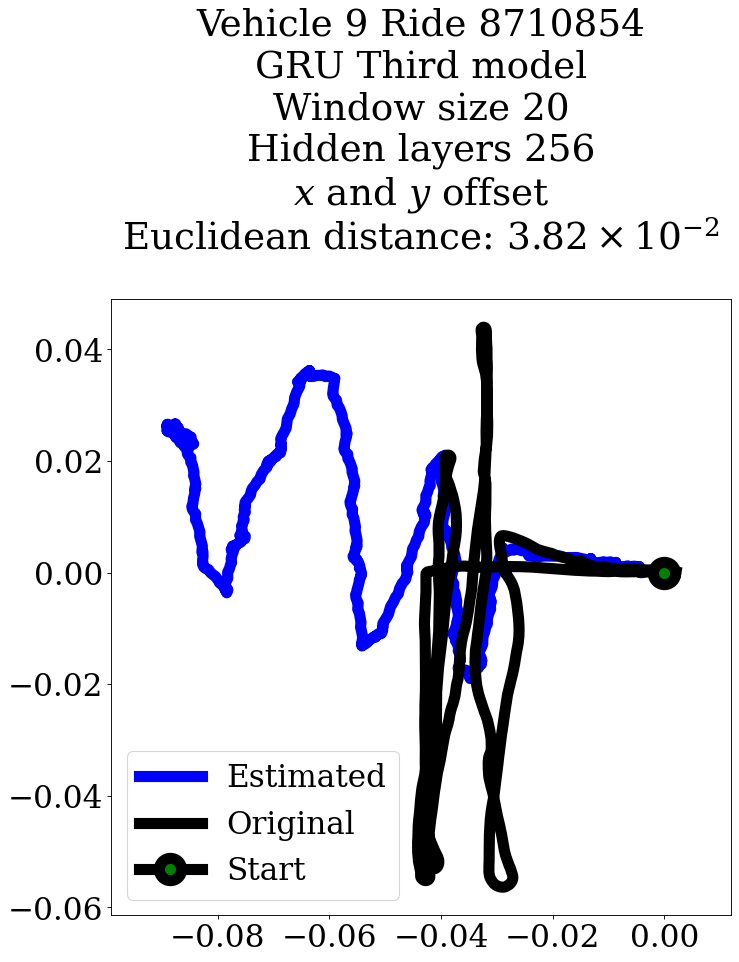 Vehicle 9 Ride 8710854
GRU Third model
Window size 20
Hidden layers 256
x and y offset
Euclidean distance: 3.82 × 10⁻²
0.04
0.02
0.00
−0.02
−0.04
−0.06
Estimated
Original
Start
−0.08 −0.06 −0.04 −0.02 0.00